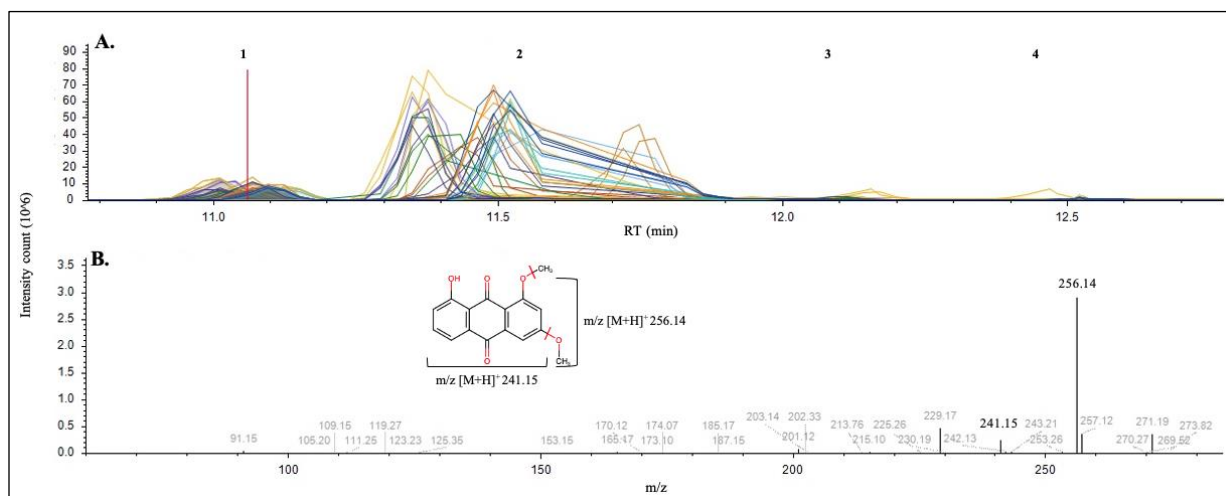 A.
1 2 3 4
90
80
70
60
50
40
30
20
10
0
11.0 11.5 12.0 12.5
RT (min)
Intensity count (10^6)
B.
3.5
3.0
2.5
2.0
1.5
1.0
0.5
0.0
OH O O CH₃
O
O CH₃
m/z [M+H]⁺ 256.14
m/z [M+H]⁺ 241.15
256.14
91.15
109.15 119.27
105.20 111.25 123.23 125.35
153.15
170.12 174.07 185.17
165.47 173.10 187.15
203.14 202.33 213.76 225.26 229.17 241.15 243.21 257.12 271.19 273.82
201.12 215.10 230.19 242.13 253.26 270.27 269.52
100 150 200 250
m/z